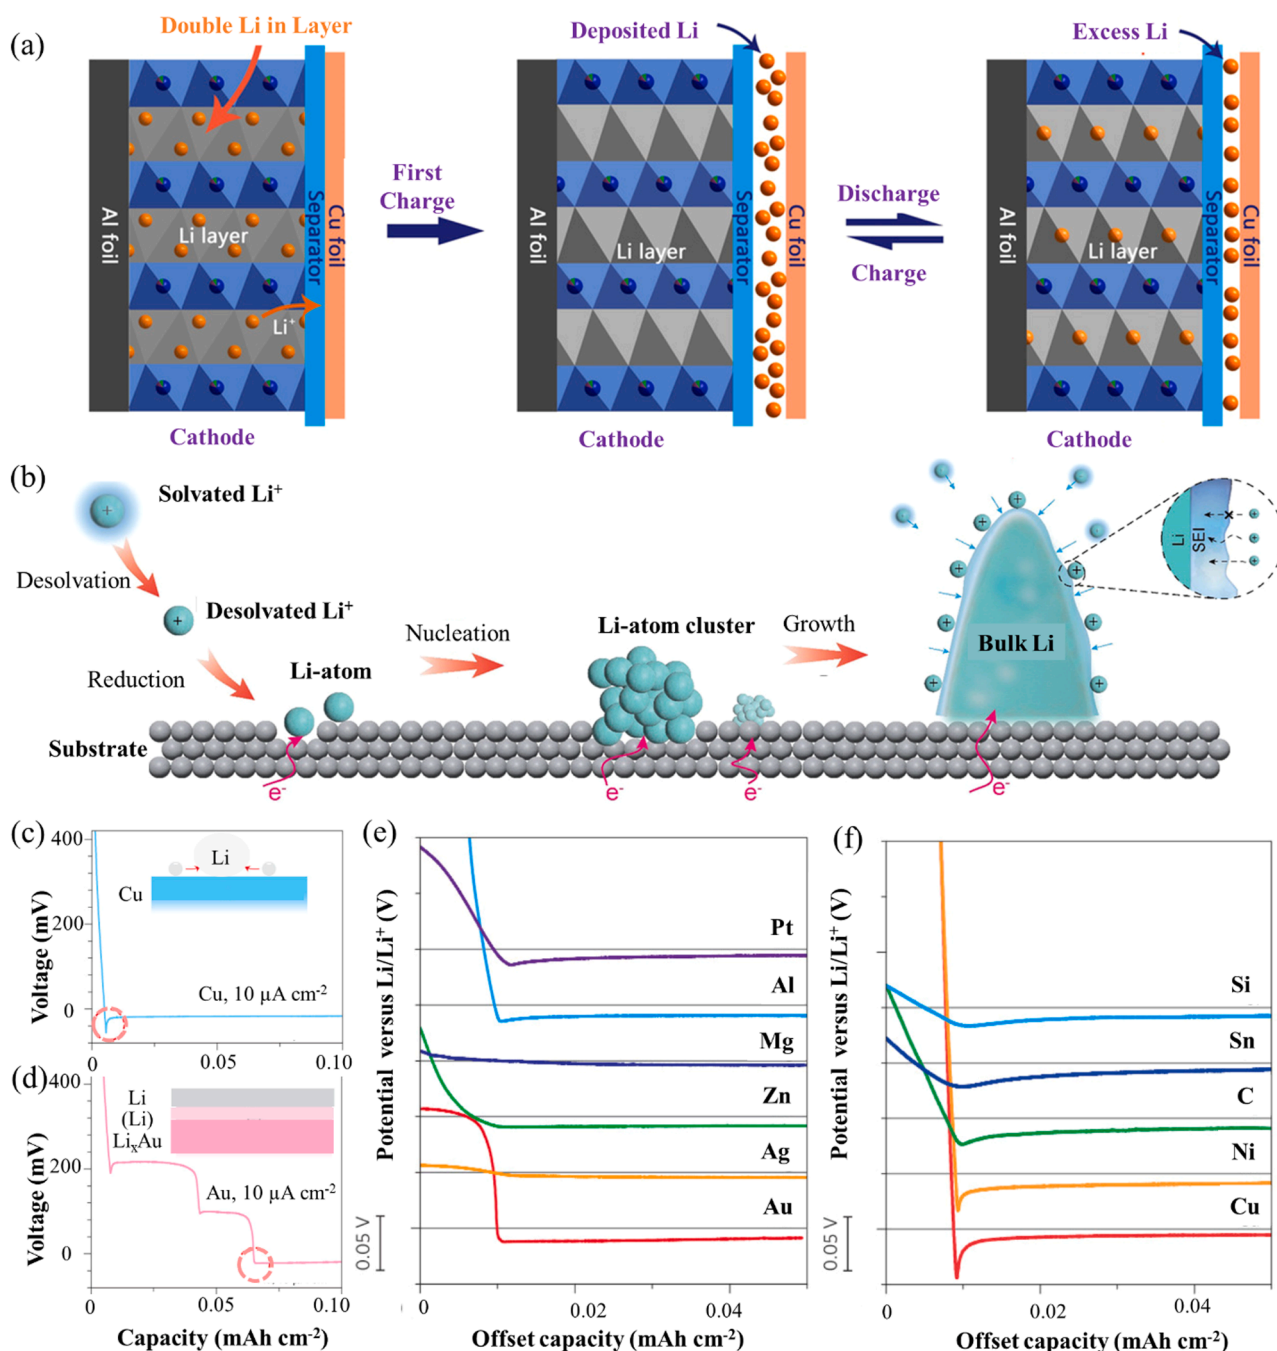 (a)
Double Li in Layer
Al foil
Li layer
Li⁺
Separator
Cu foil
Cathode
First
Charge
Deposited Li
Al foil
Li layer
Separator
Cu foil
Cathode
Discharge
Charge
Excess Li
Al foil
Li layer
Separator
Cu foil
Cathode
(b)
Solvated Li⁺
Desolvation
Desolvated Li⁺
Reduction
Li-atom
Nucleation
Li-atom cluster
Growth
Bulk Li
Li
SEI
Substrate
e⁻
e⁻
e⁻
e⁻
(c)
400
200
0
Voltage (mV)
Li
Cu
Cu, 10 µA cm⁻²
0
0.05
0.10
(d)
400
200
0
Voltage (mV)
Li
(Li)
LiₓAu
Au, 10 µA cm⁻²
0
0.05
0.10
Capacity (mAh cm⁻²)
(e)
Potential versus Li/Li⁺ (V)
0.05 V
Pt
Al
Mg
Zn
Ag
Au
0
0.02
0.04
Offset capacity (mAh cm⁻²)
(f)
Potential versus Li/Li⁺ (V)
0.05 V
Si
Sn
C
Ni
Cu
0
0.02
0.04
Offset capacity (mAh cm⁻²)